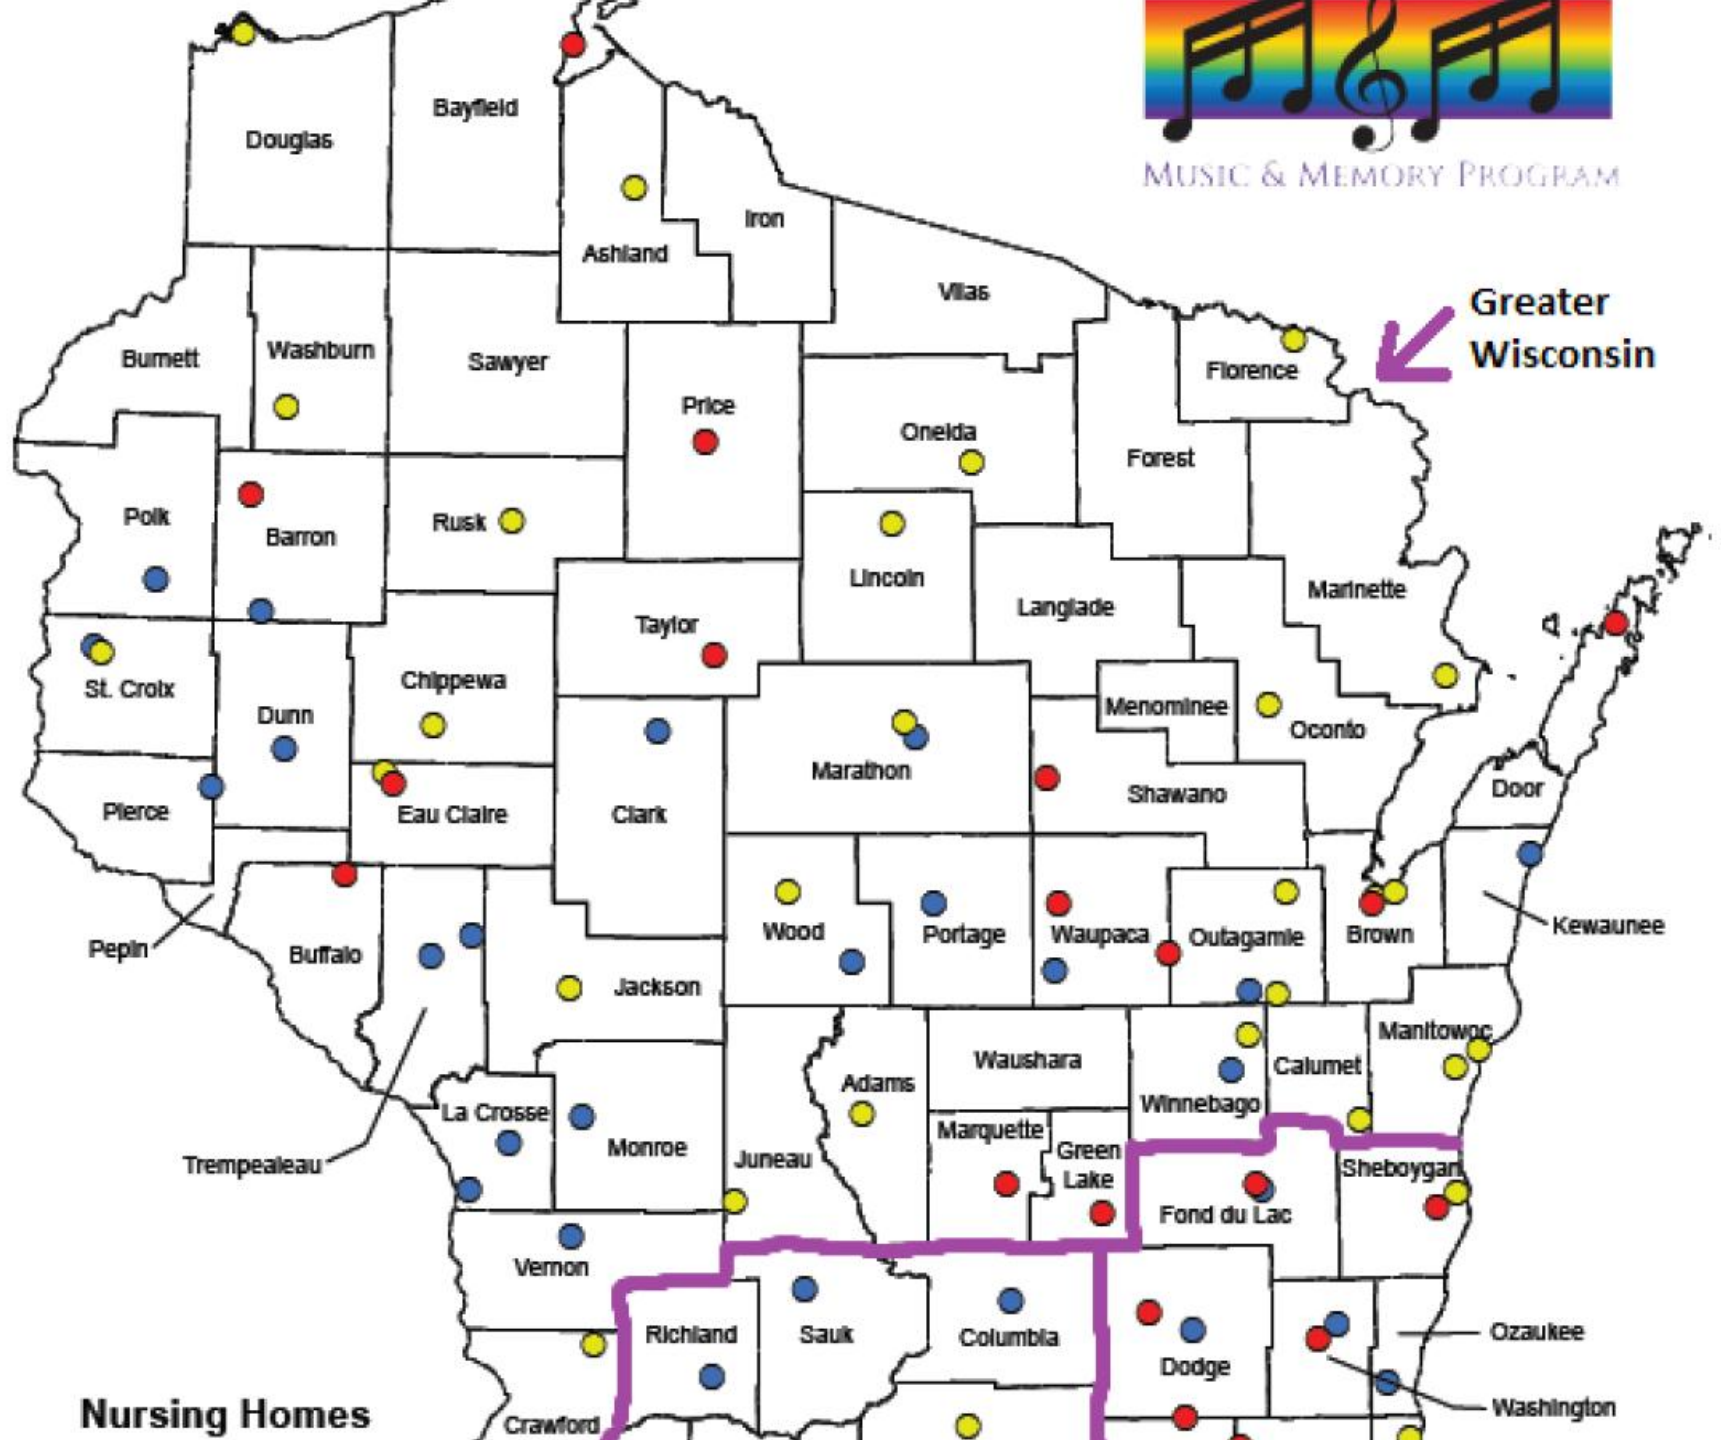 MUSIC & MEMORY PROGRAM
Bayfield
Douglas
Iron
Ashland
Vilas
Greater
Wisconsin
Burnett
Washburn
Sawyer
Florence
Price
Oneida
Forest
Polk
Barron
Rusk
Lincoln
Marinette
Langlade
Taylor
St. Croix
Chippewa
Menominee
Dunn
Oconto
Marathon
Shawano
Door
Pierce
Eau Claire
Clark
Pepin
Buffalo
Wood
Portage
Waupaca
Outagamie
Brown
Kewaunee
Jackson
Manitowoc
Waushara
Calumet
Adams
La Crosse
Winnebago
Marquette
Monroe
Green
Lake
Juneau
Trempealeau
Sheboygan
Fond du Lac
Vernon
Richland
Sauk
Columbia
Ozaukee
Dodge
Washington
Nursing Homes
Crawford